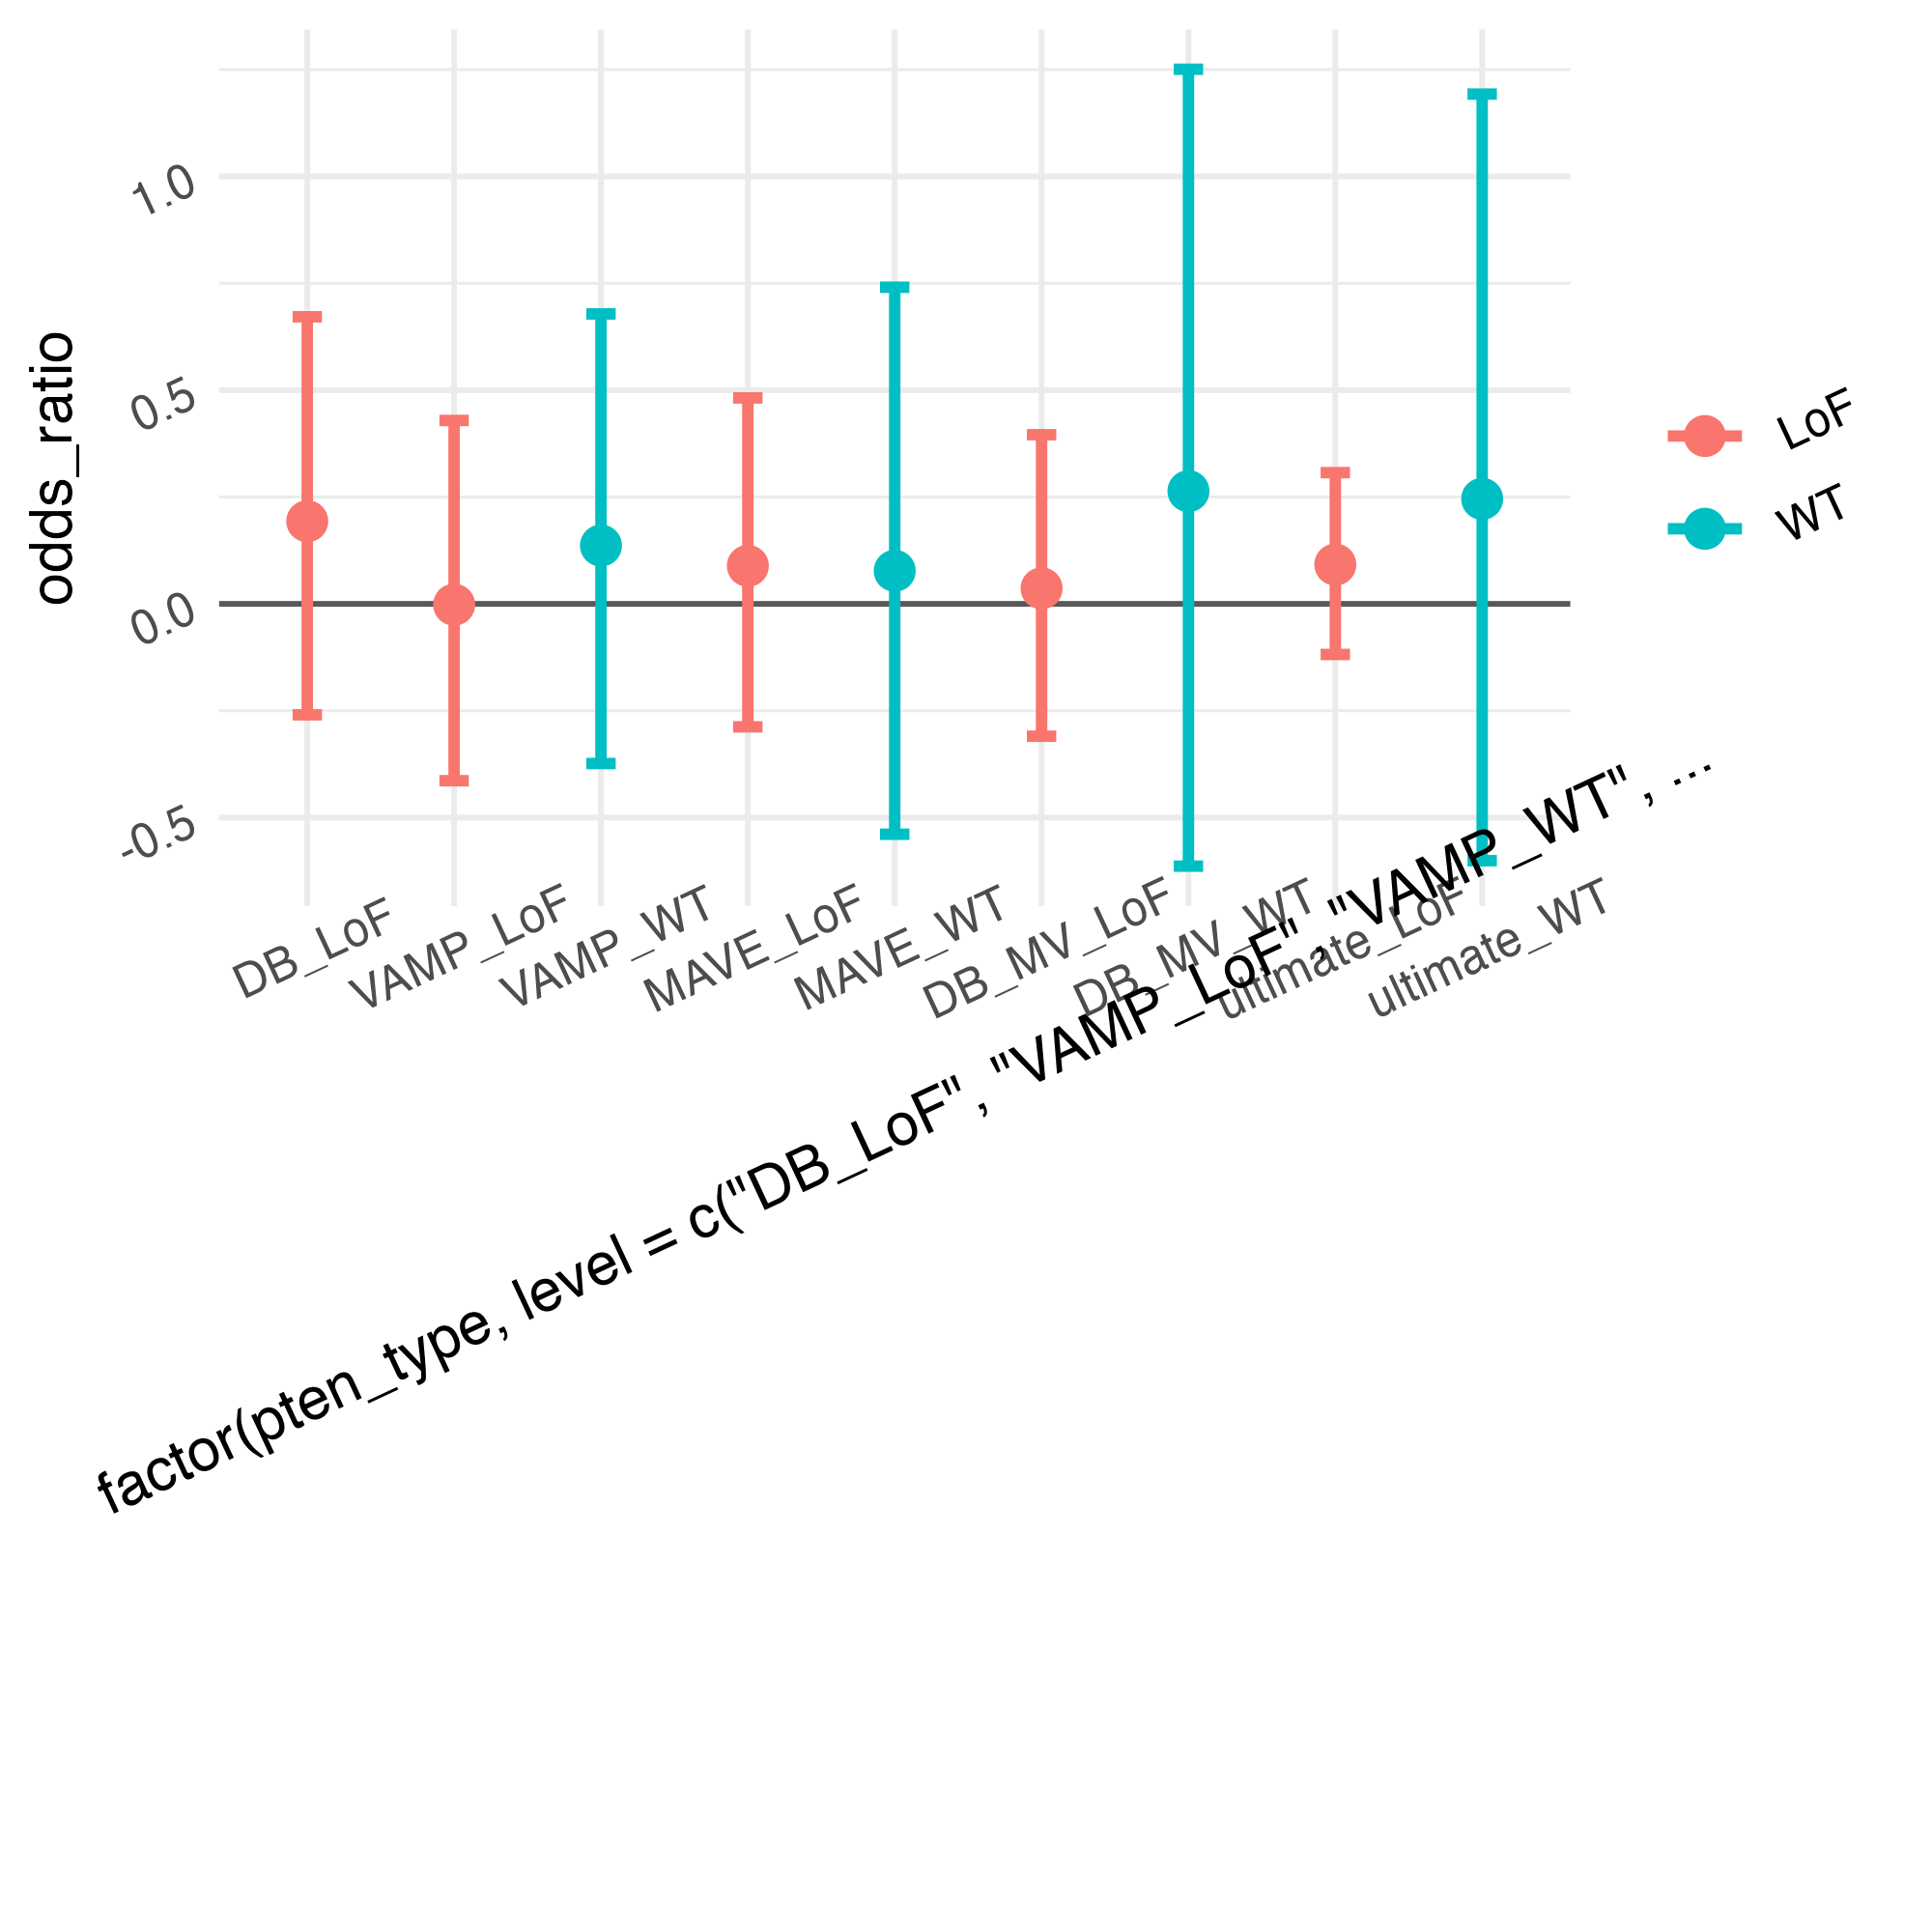 odds_ratio
1.0
0.5
0.0
-0.5
DB_LoF
VAMP_LoF
VAMP_WT
MAVE_LoF
MAVE_WT
DB_MV_LoF
DB_MV_WT
ultimate_LoF
ultimate_WT
factor(pten_type, level = c("DB_LoF", "VAMP_LoF", "VAMP_WT", ...
LoF
WT